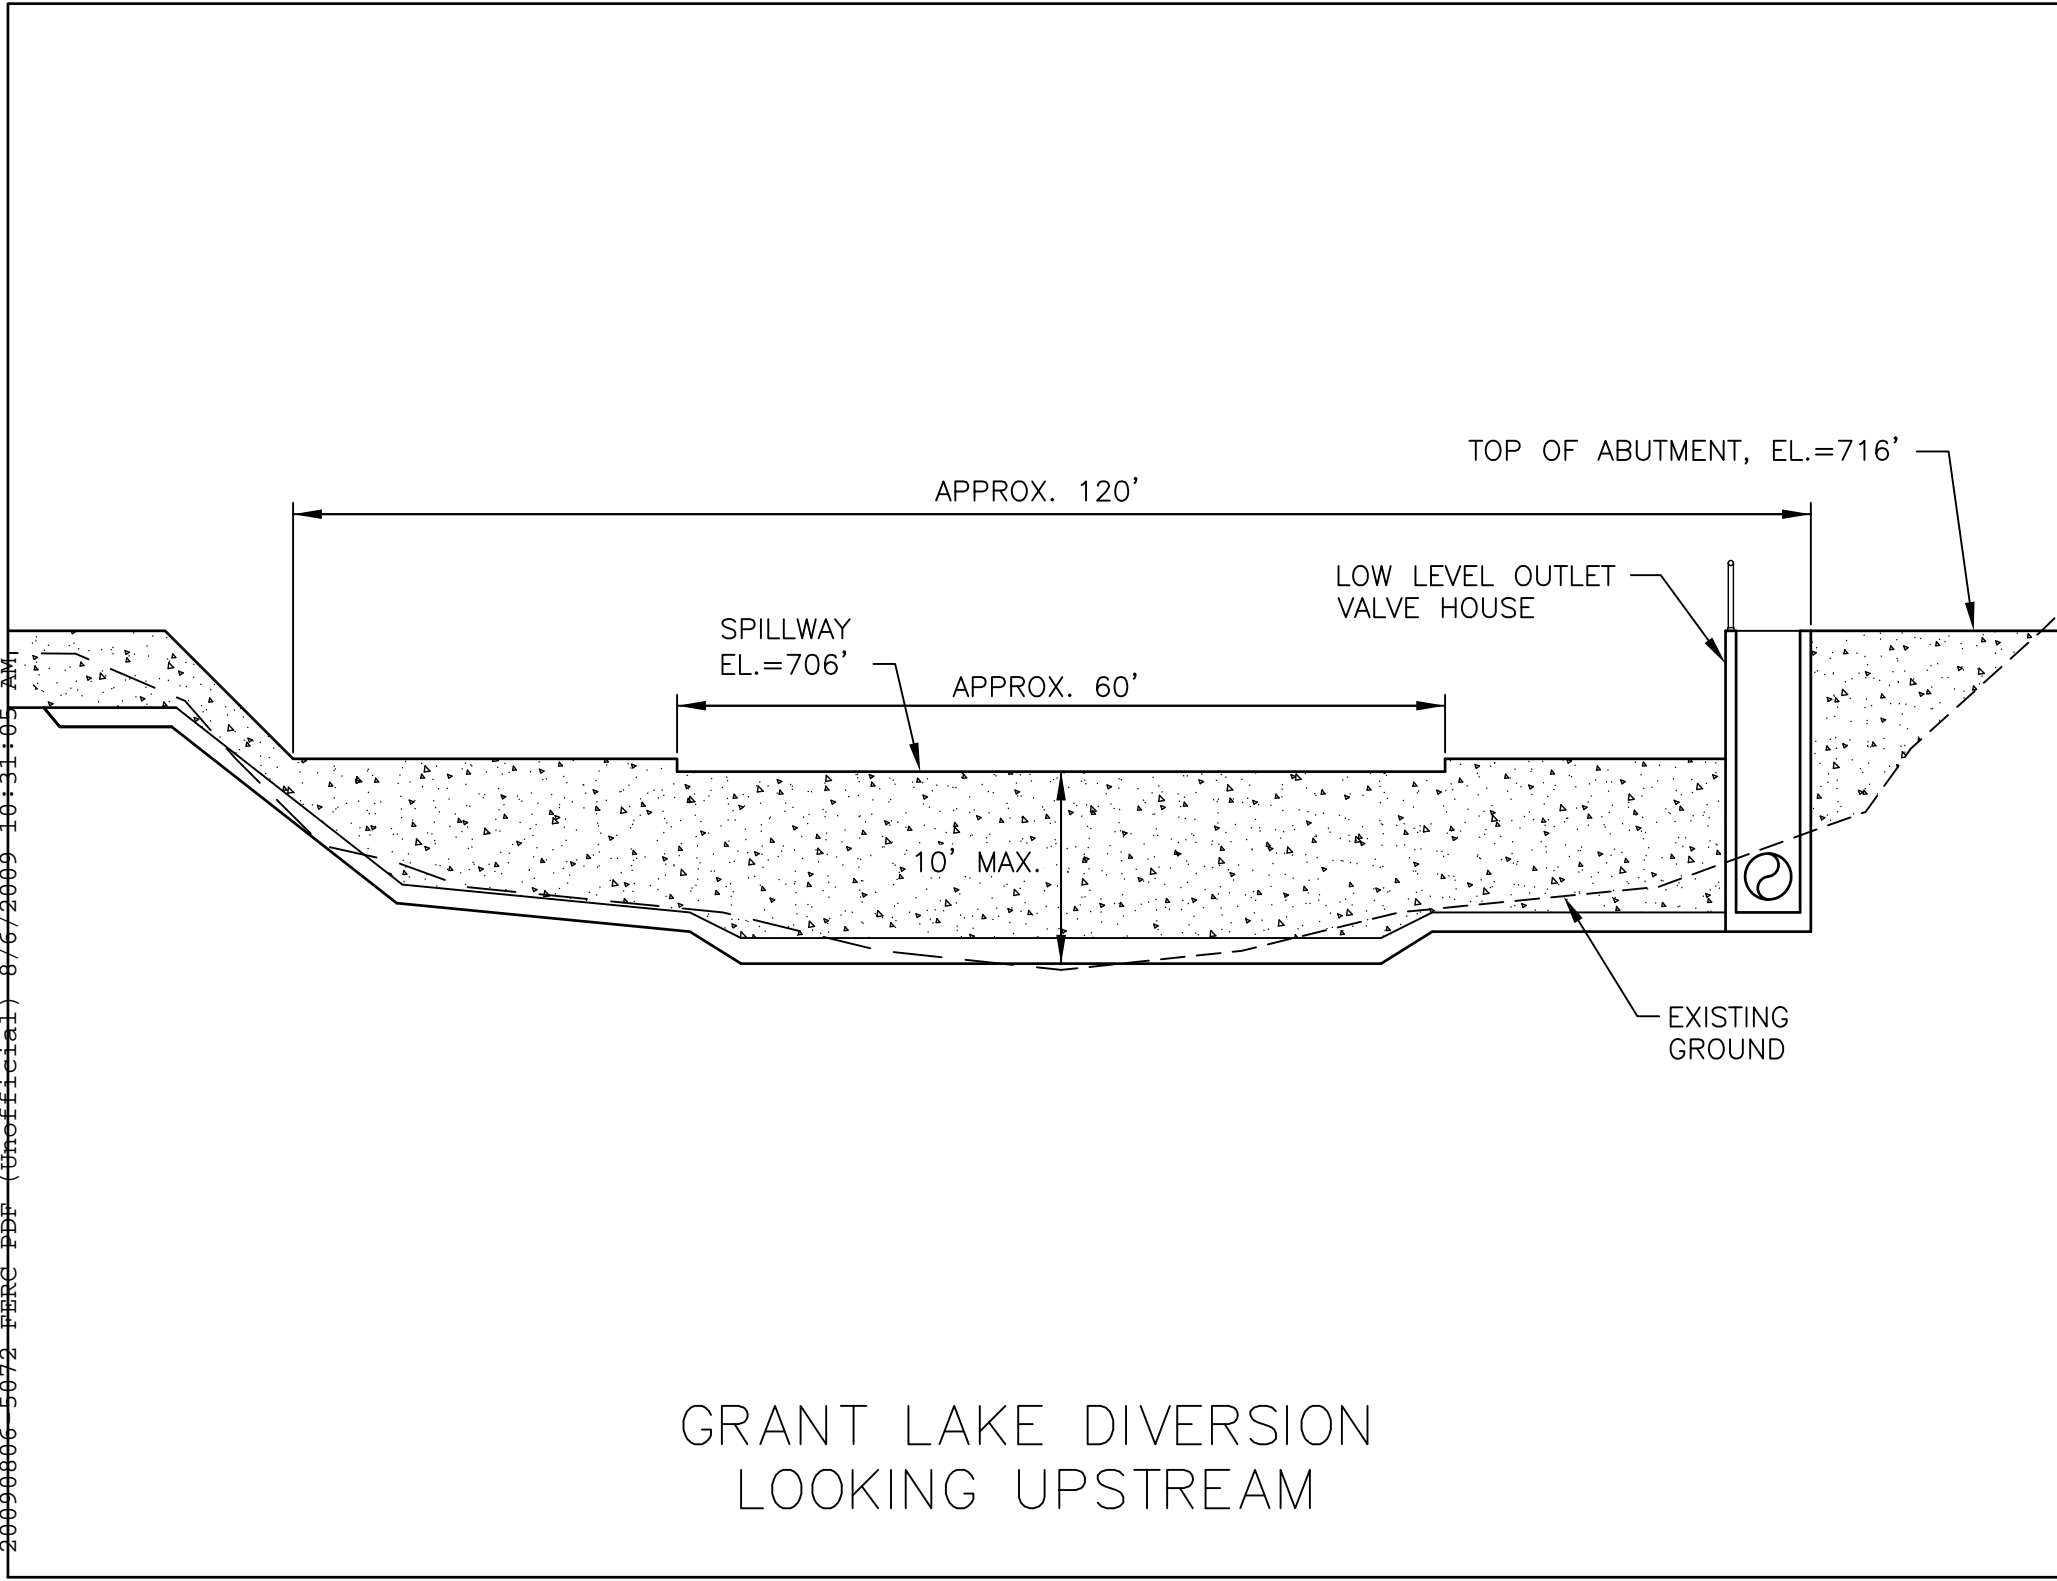 TOP OF ABUTMENT, EL.=716'
APPROX. 120'
LOW LEVEL OUTLET
VALVE HOUSE
SPILLWAY
EL.=706'
APPROX. 60'
10' MAX.
EXISTING
GROUND
GRANT LAKE DIVERSION
LOOKING UPSTREAM
20090806-5072 FERC PDF (Unofficial) 8/6/2009 10:31:05 AM